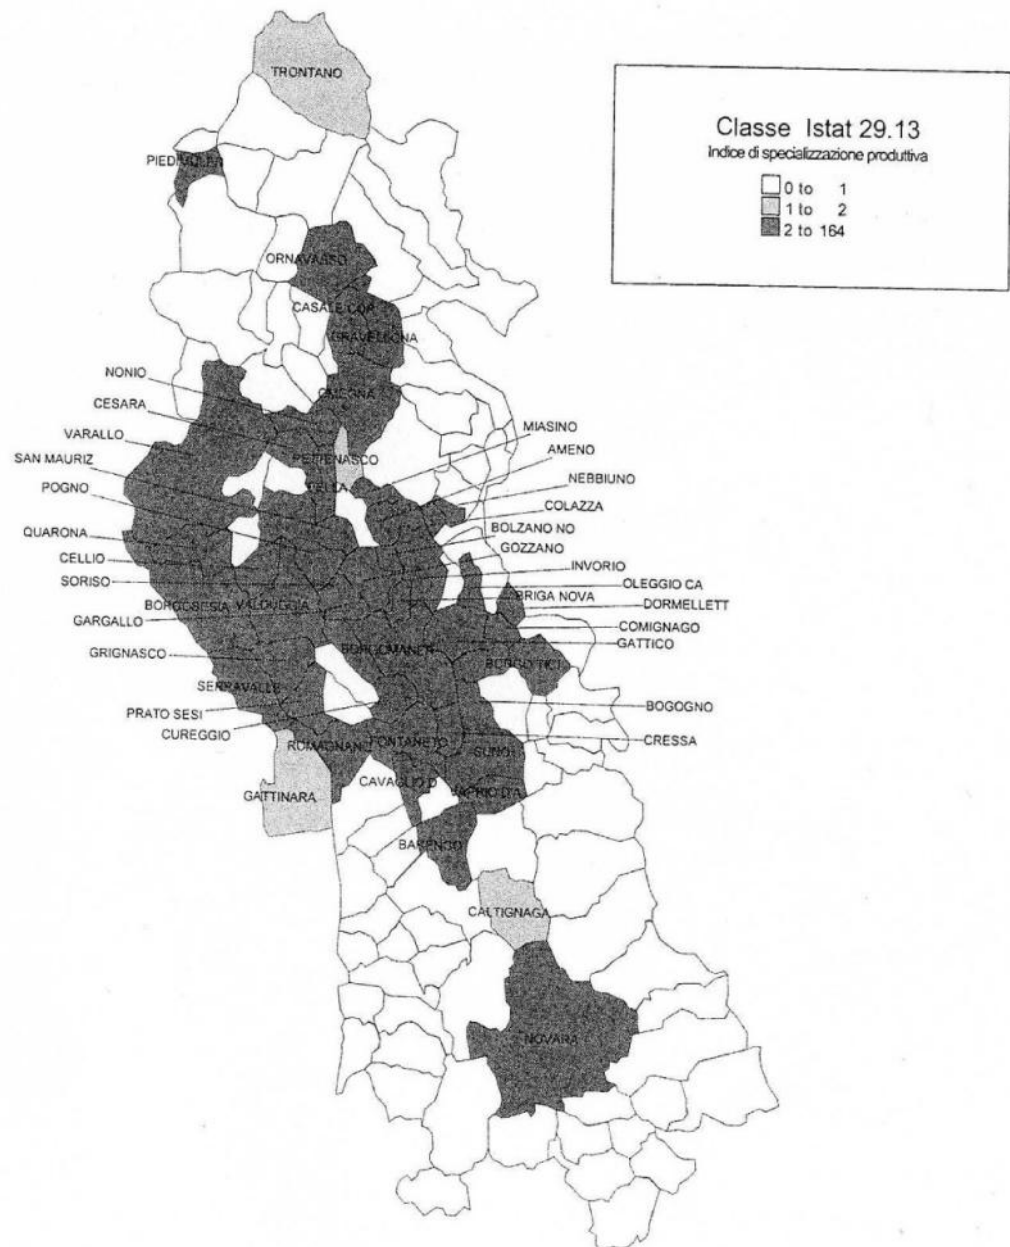 TRONTANO
Classe Istat 29.13
Indice di specializzazione produttiva
0 to 1
1 to 2
2 to 164
ORNAVASSO
CASALE COR
GRAVELLONA
NONIO
OMEGNA
CESARA
MIASINO
VARALLO
AMENO
PETTENASCO
SAN MAURIZ
NEBBIUNO
PELLA
POGNO
COLAZZA
BOLZANO NO
QUARONA
GOZZANO
CELLIO
INVORIO
SORISO
OLEGGIO CA
BRIGA NOVA
BORGOSESIA
VALDUGGIA
DORMELLETT
GARGALLO
COMIGNAGO
GATTICO
GRIGNASCO
BORGOMANER
BORGO TICI
SERRAVALLE
PRATO SESI
BOGOGNO
CUREGGIO
CRESSA
ROMAGNANO
FONTANETO
SUNO
CAVAGLIO D
GATTINARA
VAPRIO D'A
BARENGO
CALTIGNAGA
NOVARA